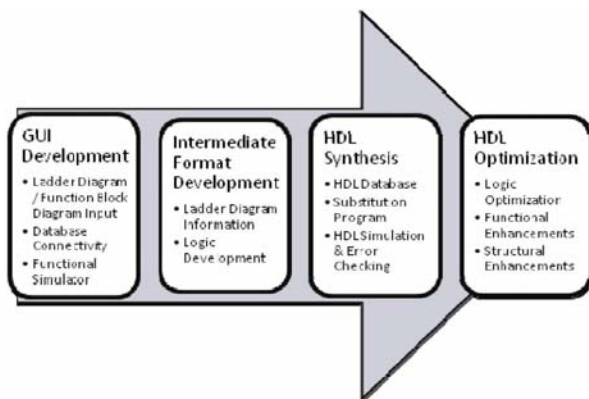 GUI
Development
• Ladder Diagram
/ Function Block
Diagram Input
• Database
Connectivity
• Functional
Simulator
Intermediate
Format
Development
• Ladder Diagram
Information
• Logic
Development
HDL
Synthesis
• HDL Database
• Substitution
Program
• HDL Simulation
& Error
Checking
HDL
Optimization
• Logic
Optimization
• Functional
Enhancements
• Structural
Enhancements